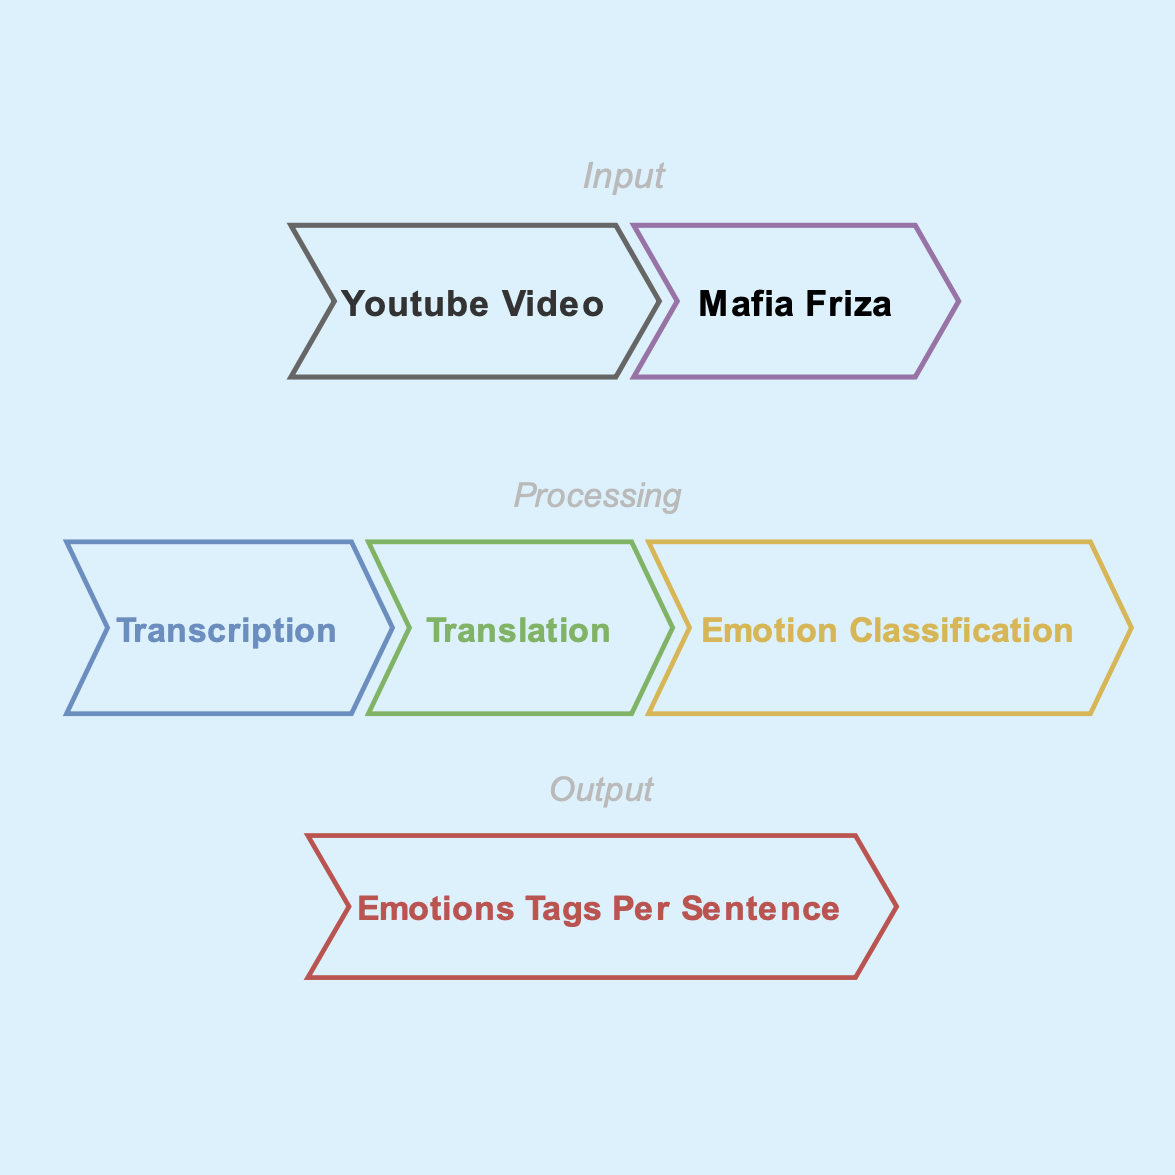 Input
Youtube Video
Mafia Friza
Processing
Transcription
Translation
Emotion Classification
Output
Emotions Tags Per Sentence